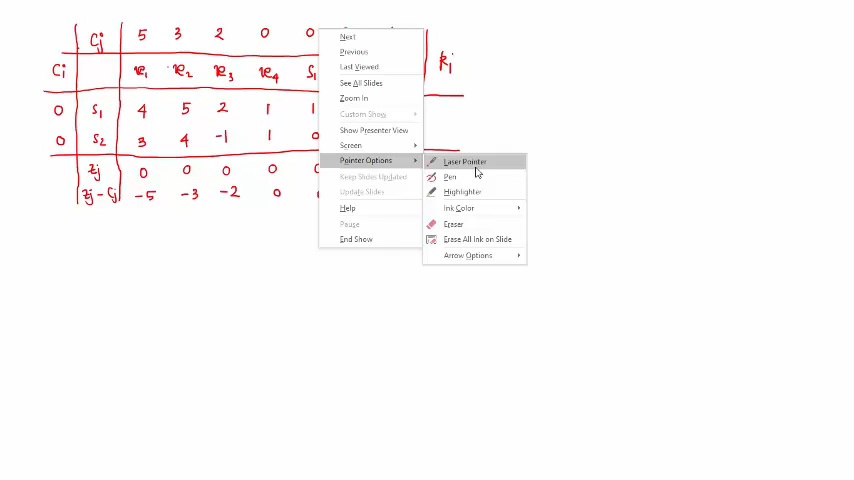 Cj 5 3 2 0 0
Ci x1 x2 x3 x4 S1 Ri
0 S1 4 5 2 1 1
0 S2 3 4 -1 1 0
Zj 0 0 0 0
Zj - Cj -5 -3 -2 0
Next
Previous
Last Viewed
See All Slides
Zoom In
Custom Show
Show Presenter View
Screen
Pointer Options
Keep Slides Updated
Update Slides
Help
Pause
End Show
Laser Pointer
Pen
Highlighter
Ink Color
Eraser
Erase All Ink on Slide
Arrow Options